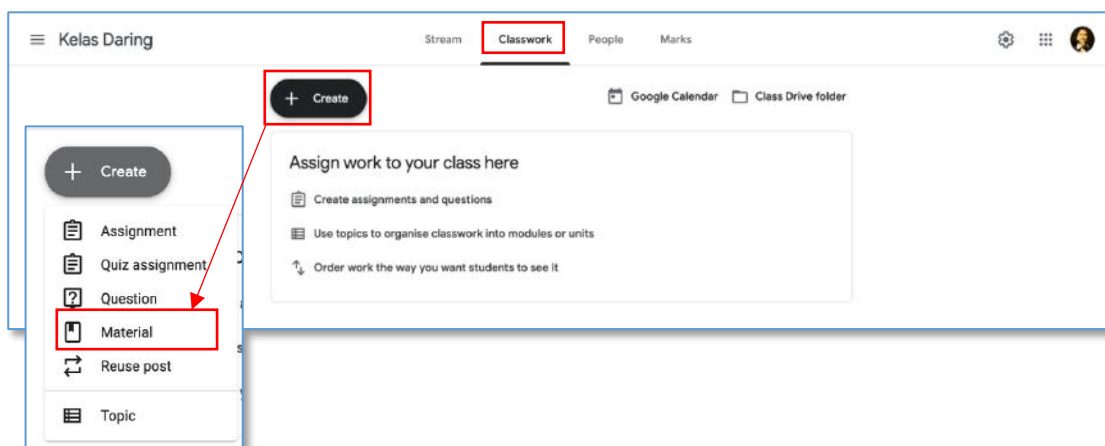 Kelas Daring
Stream Classwork People Marks
+ Create
Google Calendar Class Drive folder
Assign work to your class here
Create assignments and questions
Use topics to organise classwork into modules or units
Order work the way you want students to see it
+ Create
Assignment
Quiz assignment
Question
Material
Reuse post
Topic